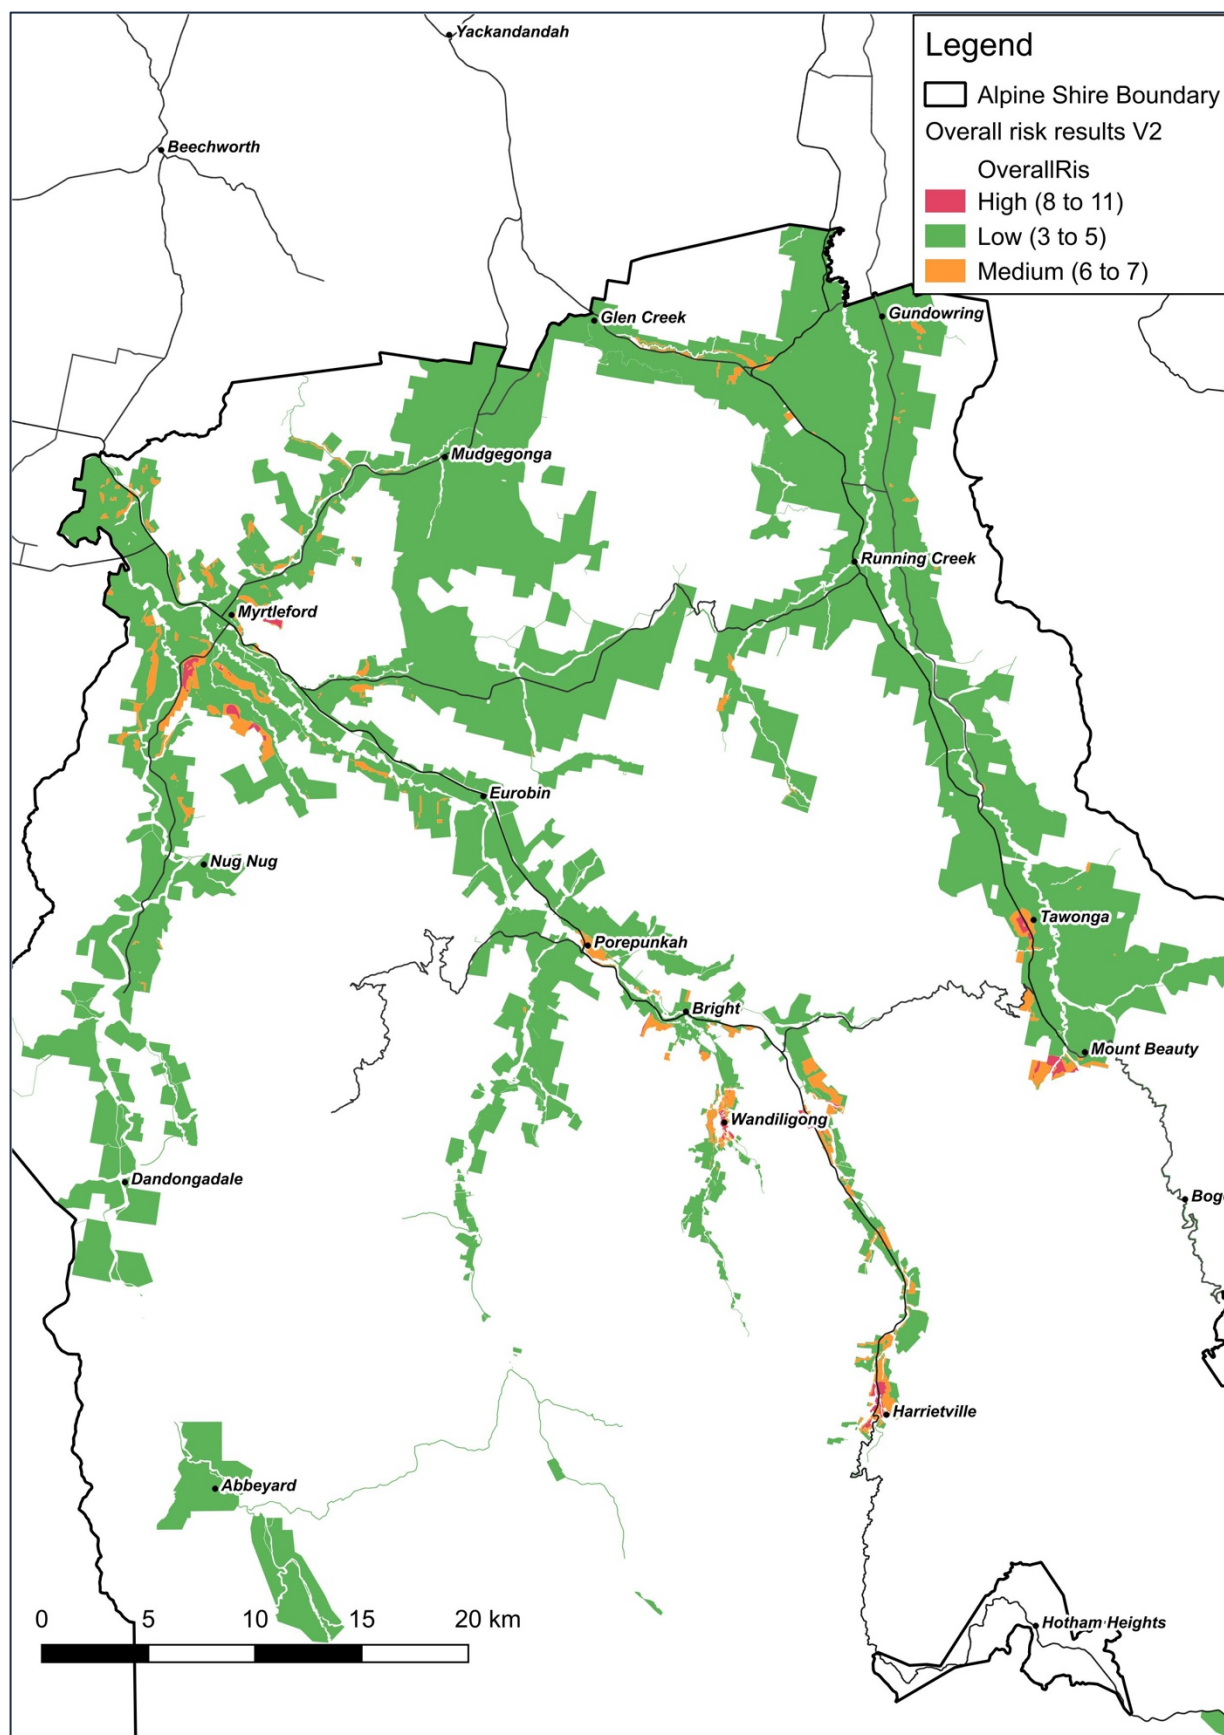 Yackandandah
Beechworth
Legend
Alpine Shire Boundary
Overall risk results V2
OverallRis
High (8 to 11)
Low (3 to 5)
Medium (6 to 7)
Glen Creek
Gundowring
Mudgegonga
Running Creek
Myrtleford
Eurobin
Nug Nug
Tawonga
Porepunkah
Bright
Mount Beauty
Wandiligong
Dandongadale
Bog
Harrietville
Abbeyard
0 5 10 15 20 km
Hotham Heights